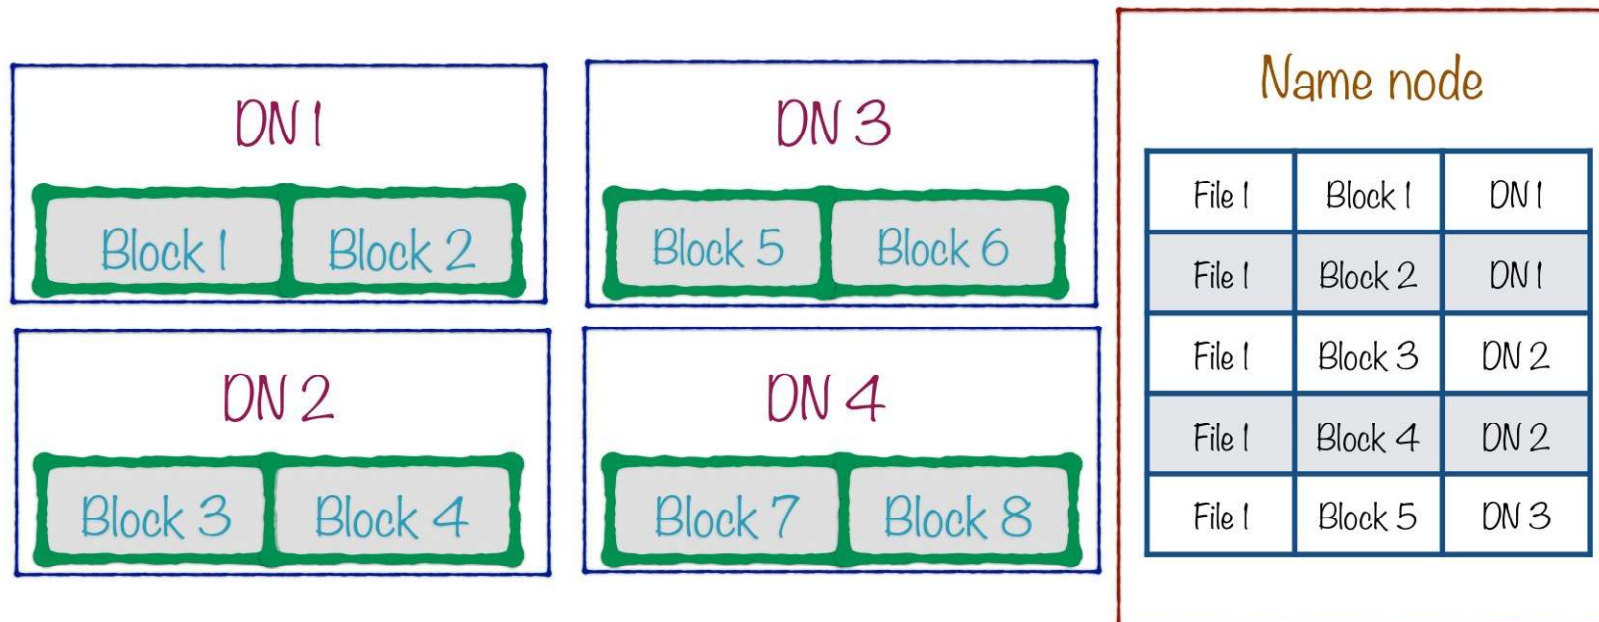 DN 1
Block 1 Block 2
DN 3
Block 5 Block 6
DN 2
Block 3 Block 4
DN 4
Block 7 Block 8
Name node
File 1 Block 1 DN 1
File 1 Block 2 DN 1
File 1 Block 3 DN 2
File 1 Block 4 DN 2
File 1 Block 5 DN 3